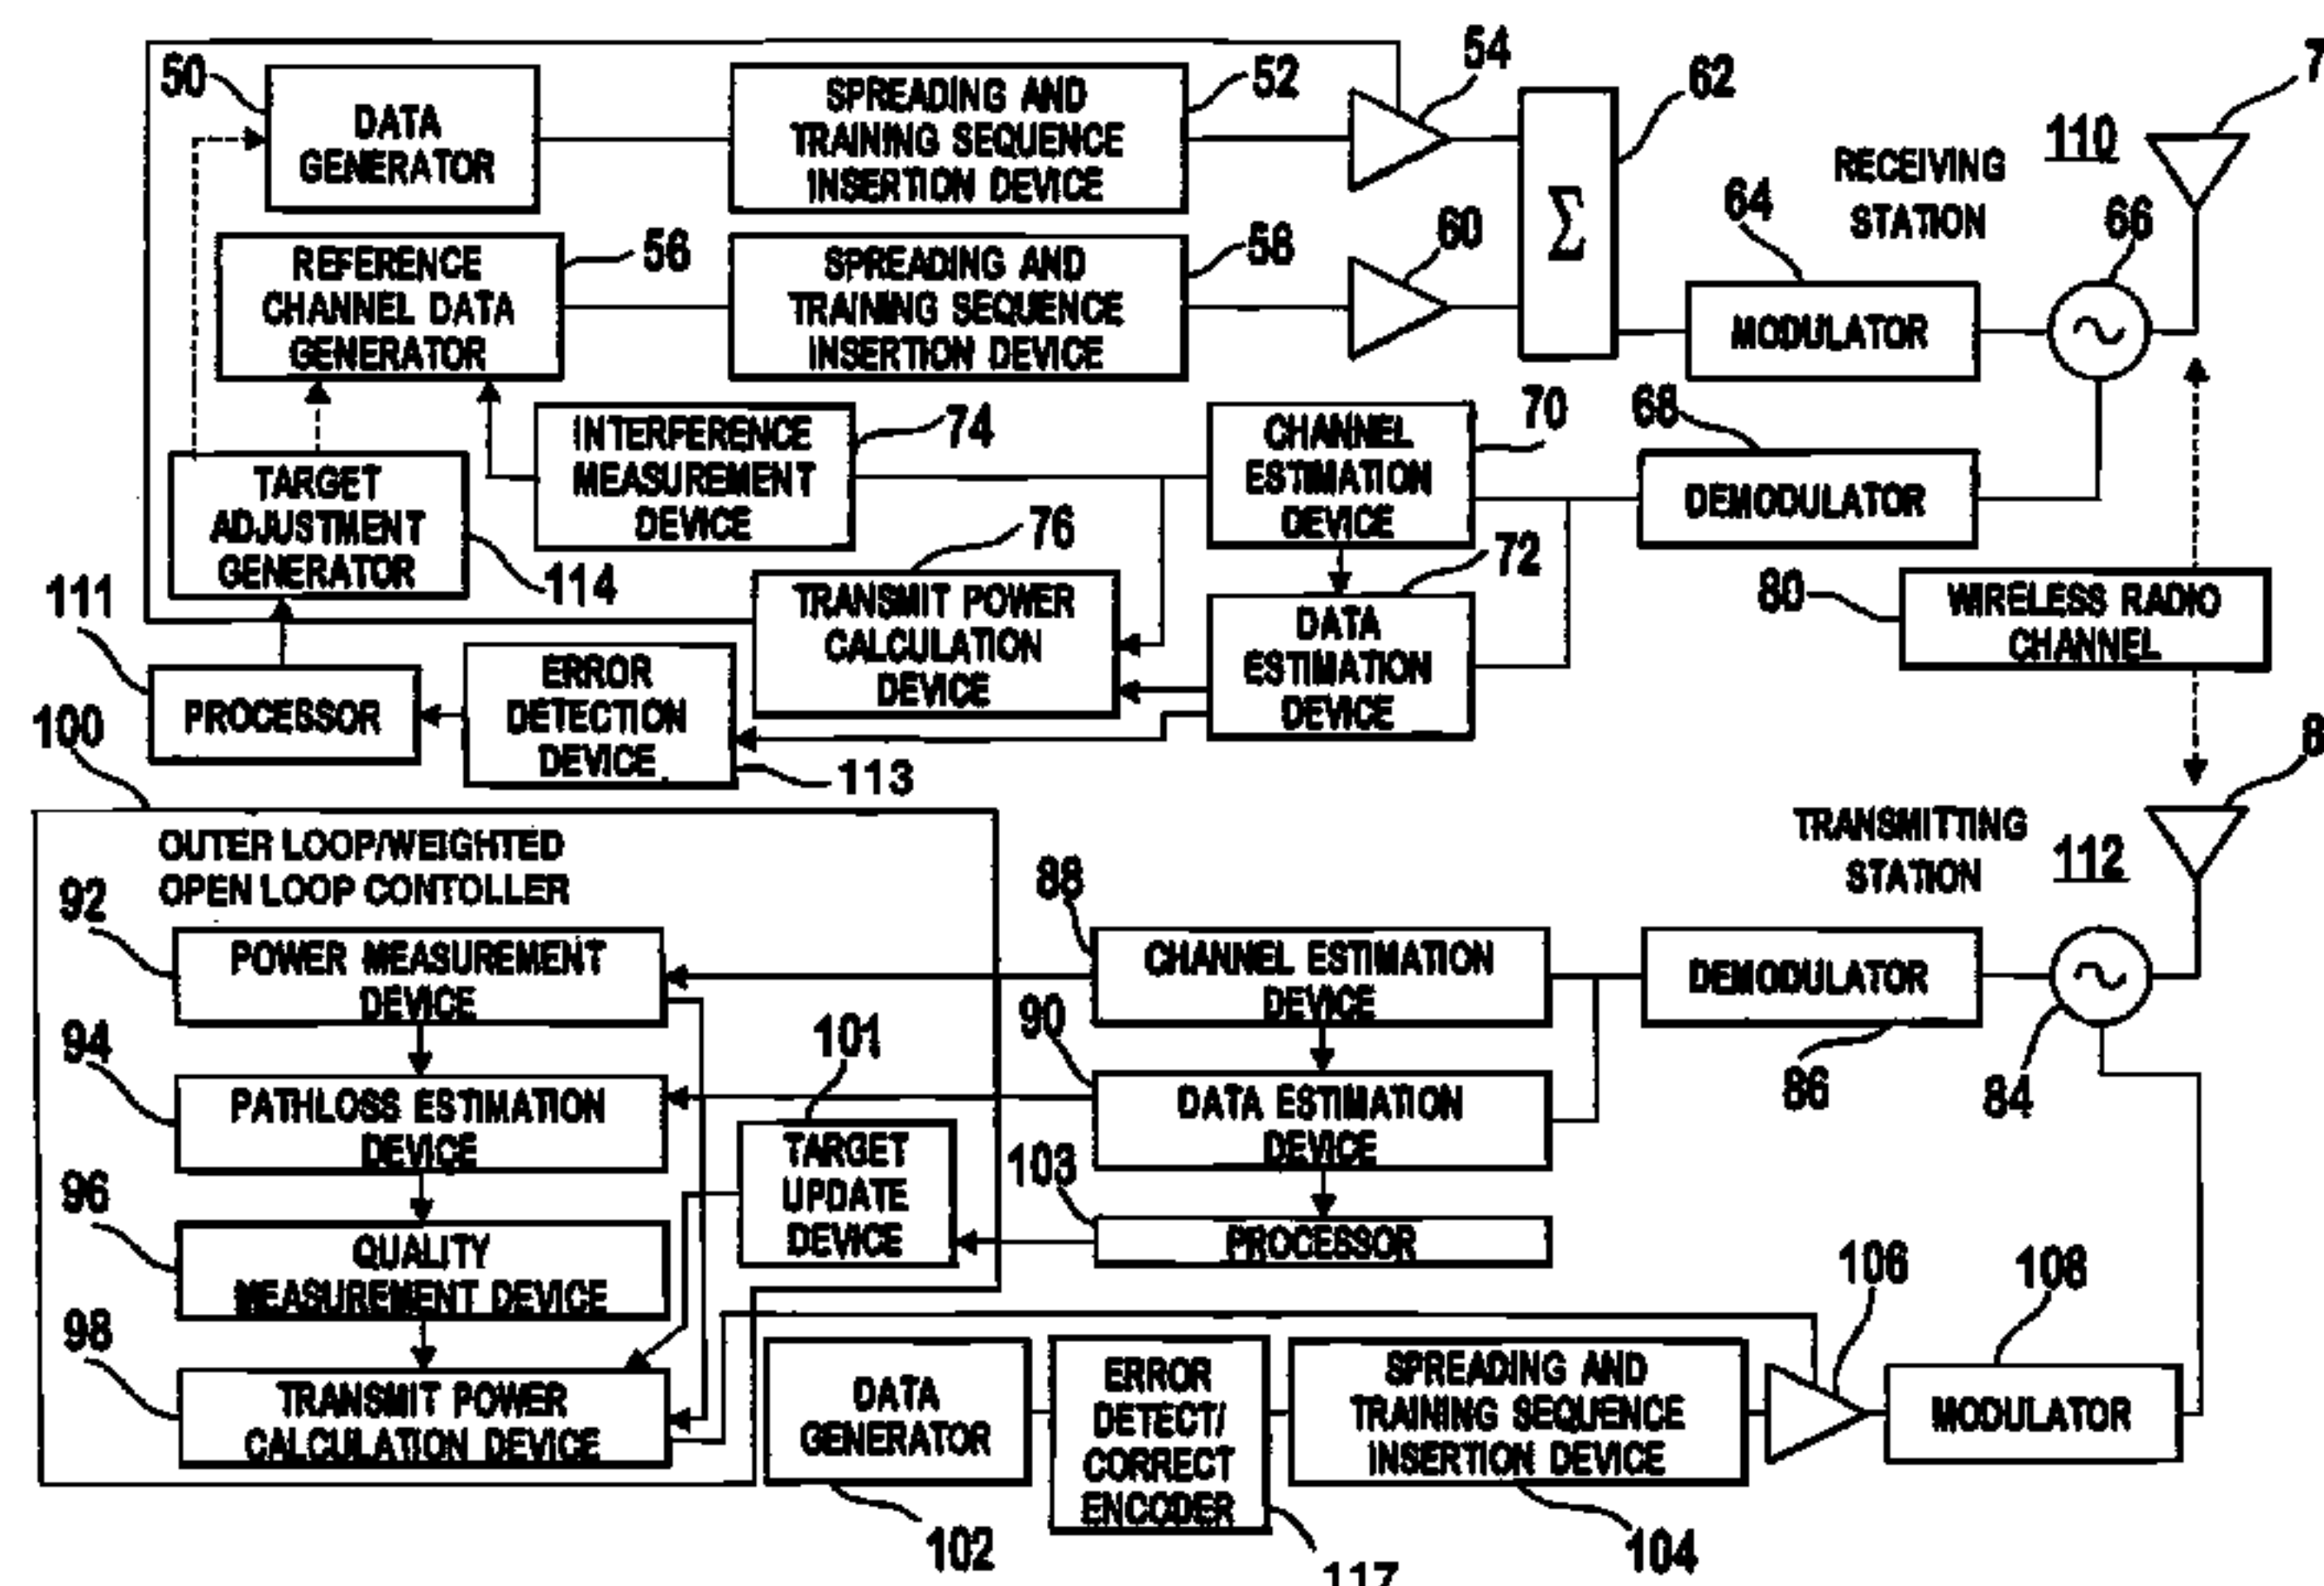 50
DATA
GENERATOR
SPREADING AND
TRAINING SEQUENCE
INSERTION DEVICE
52
54
62
7
110
RECEIVING
STATION
REFERENCE
CHANNEL DATA
GENERATOR
56
SPREADING AND
TRAINING SEQUENCE
INSERTION DEVICE
58
60
Σ
64
MODULATOR
66
INTERFERENCE
MEASUREMENT
DEVICE
74
CHANNEL
ESTIMATION
DEVICE
70
68
DEMODULATOR
TARGET
ADJUSTMENT
GENERATOR
114
76
TRANSMIT POWER
CALCULATION
DEVICE
72
DATA
ESTIMATION
DEVICE
80
WIRELESS RADIO
CHANNEL
111
PROCESSOR
ERROR
DETECTION
DEVICE
113
100
OUTER LOOP/WEIGHTED
OPEN LOOP CONTOLLER
8
TRANSMITTING
STATION
112
92
POWER MEASUREMENT
DEVICE
88
CHANNEL ESTIMATION
DEVICE
DEMODULATOR
86
84
94
PATHLOSS ESTIMATION
DEVICE
101
TARGET
UPDATE
DEVICE
90
DATA ESTIMATION
DEVICE
103
PROCESSOR
96
QUALITY
MEASUREMENT DEVICE
98
TRANSMIT POWER
CALCULATION DEVICE
DATA
GENERATOR
102
ERROR
DETECT/
CORRECT
ENCODER
117
SPREADING AND
TRAINING SEQUENCE
INSERTION DEVICE
104
106
108
MODULATOR